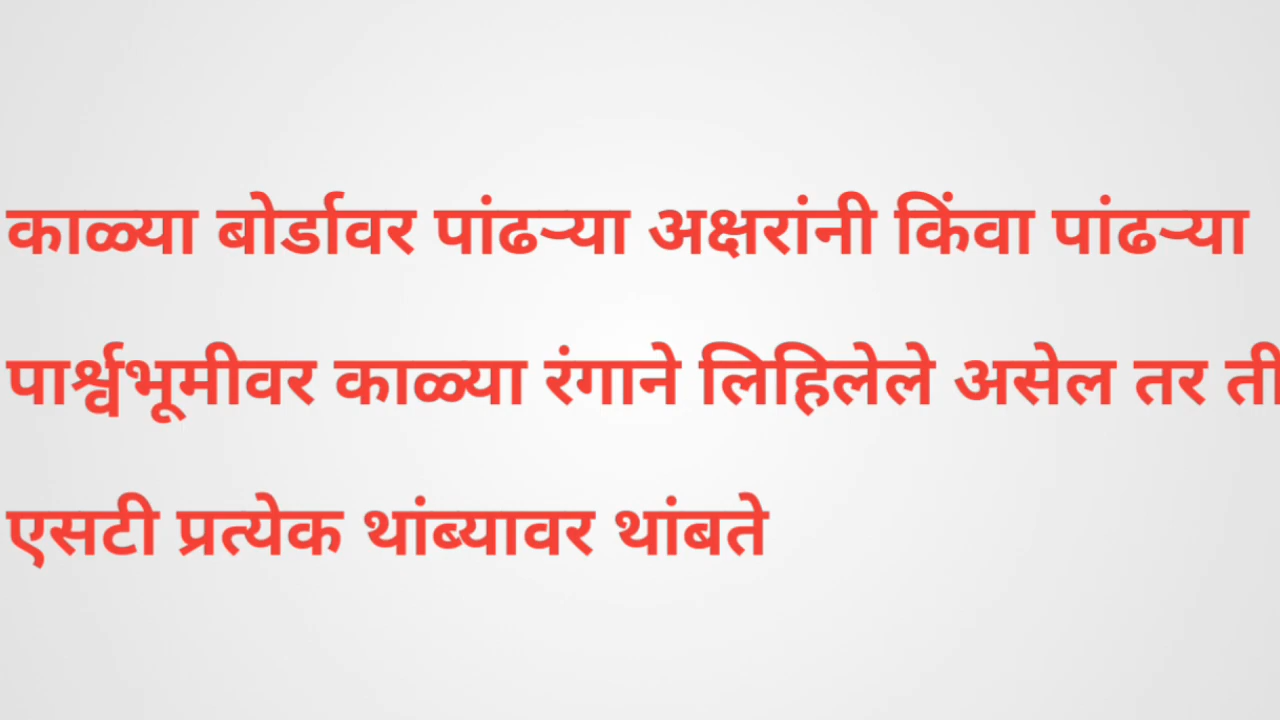 काळ्या बोर्डावर पांढऱ्या अक्षरांनी किंवा पांढऱ्या
पार्श्वभूमीवर काळ्या रंगाने लिहिलेले असेल तर ती
एसटी प्रत्येक थांब्यावर थांबते